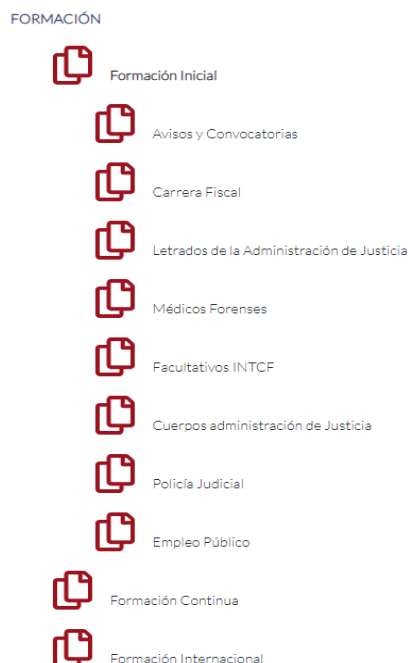 FORMACIÓN
Formación Inicial
Avisos y Convocatorias
Carrera Fiscal
Letrados de la Administración de Justicia
Médicos Forenses
Facultativos INTCF
Cuerpos administración de Justicia
Policía Judicial
Empleo Público
Formación Continua
Formación Internacional